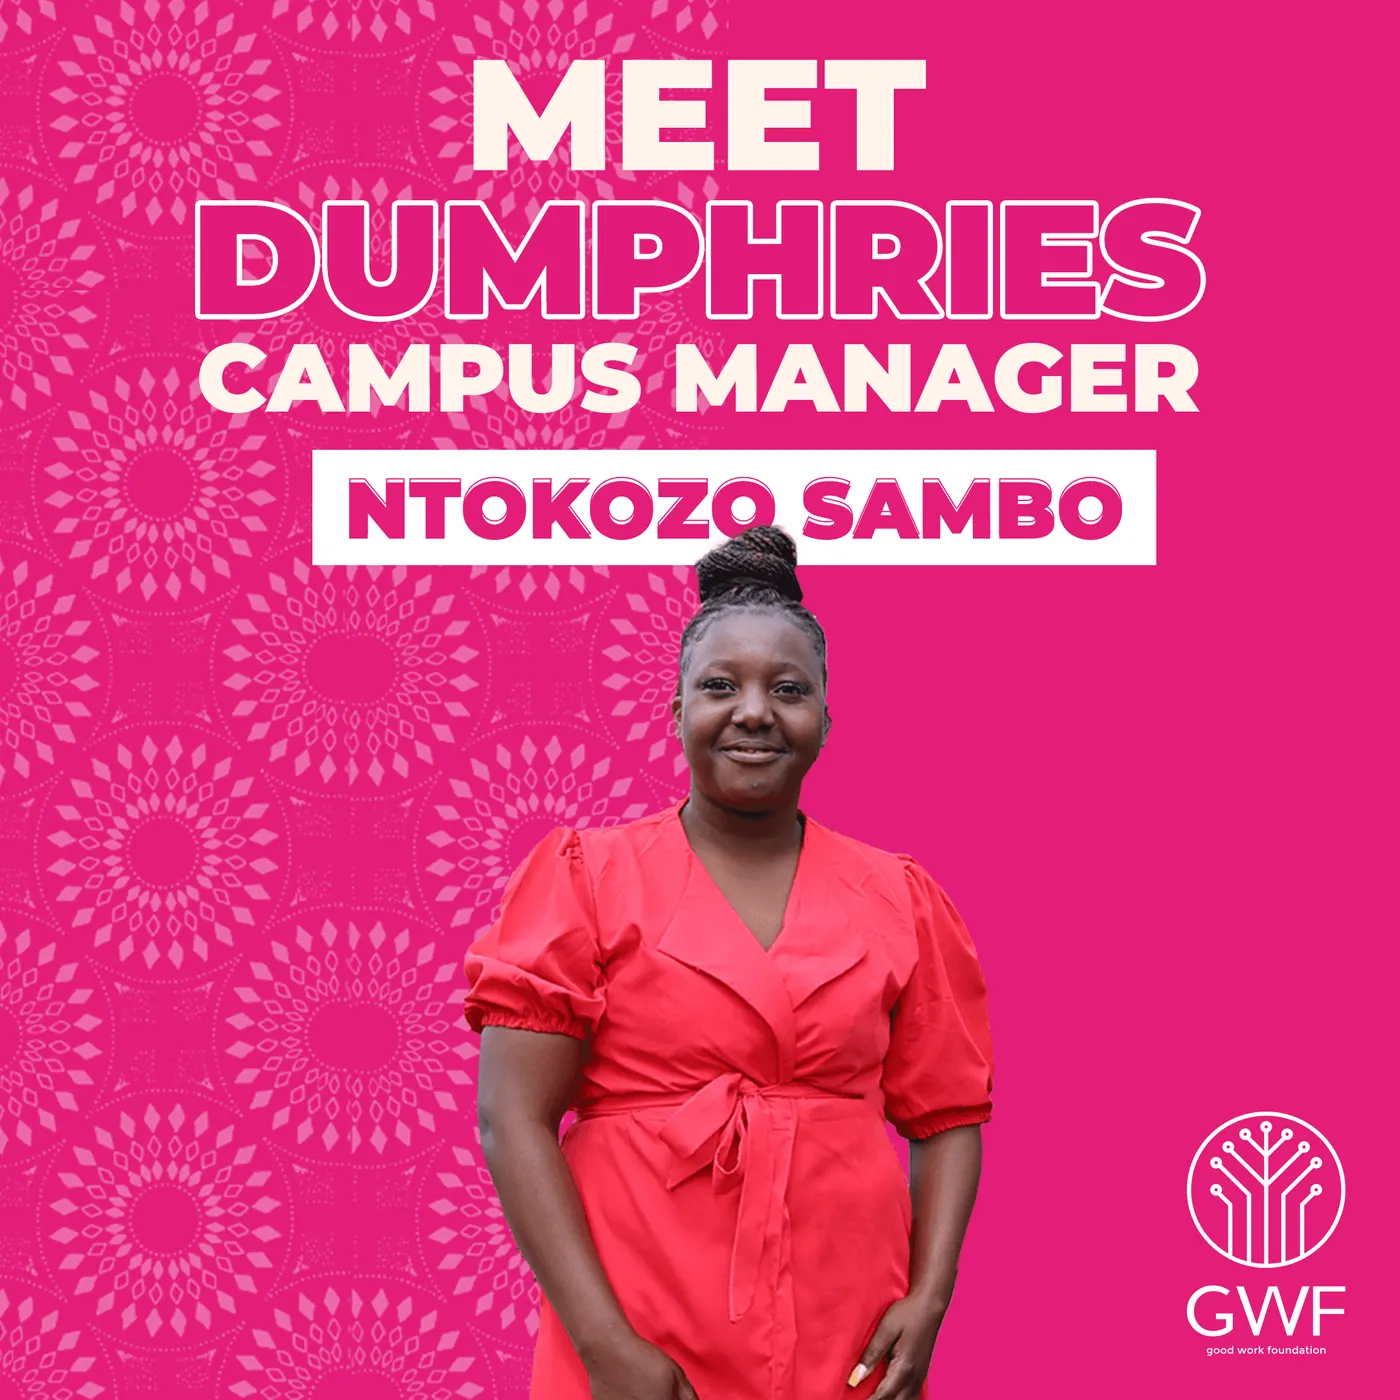 MEET
DUMPHRIES
CAMPUS MANAGER
NTOKOZO SAMBO
GWF
good work foundation